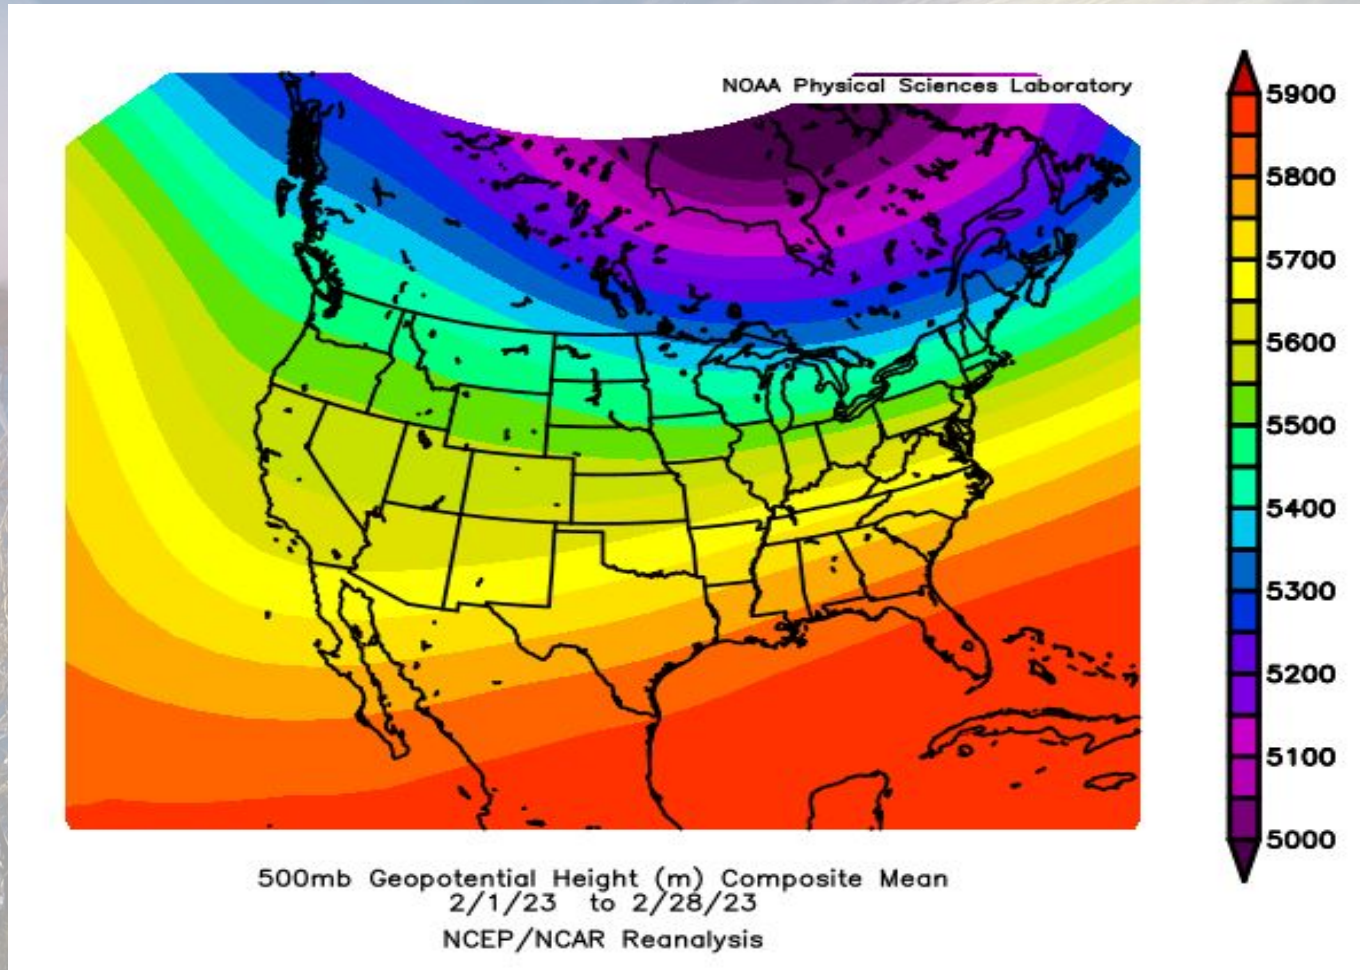 NOAA Physical Sciences Laboratory
5900
5800
5700
5600
5500
5400
5300
5200
5100
5000
500mb Geopotential Height (m) Composite Mean
2/1/23 to 2/28/23
NCEP/NCAR Reanalysis